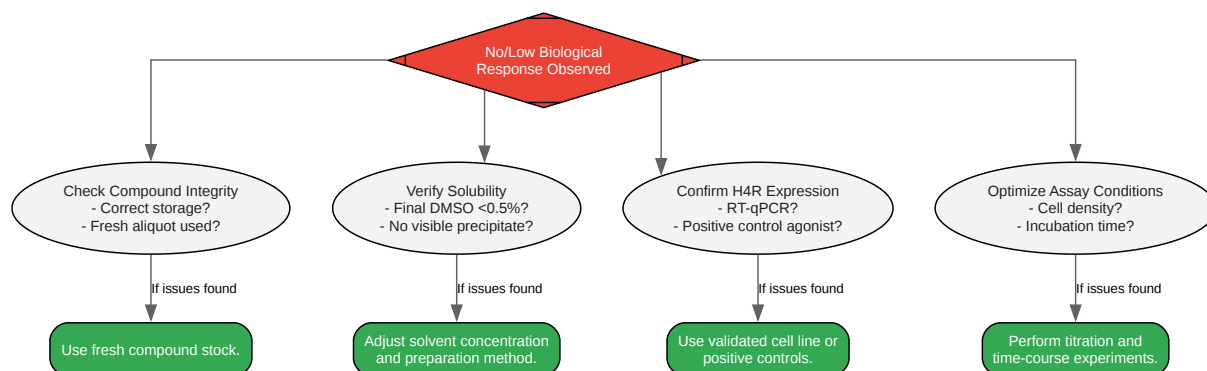 No/Low Biological
Response Observed
Check Compound Integrity
- Correct storage?
- Fresh aliquot used?
Verify Solubility
- Final DMSO <0.5%?
- No visible precipitate?
Confirm H4R Expression
- RT-qPCR?
- Positive control agonist?
Optimize Assay Conditions
- Cell density?
- Incubation time?
If issues found
If issues found
If issues found
If issues found
Use fresh compound stock.
Adjust solvent concentration
and preparation method.
Use validated cell line or
positive controls.
Perform titration and
time-course experiments.